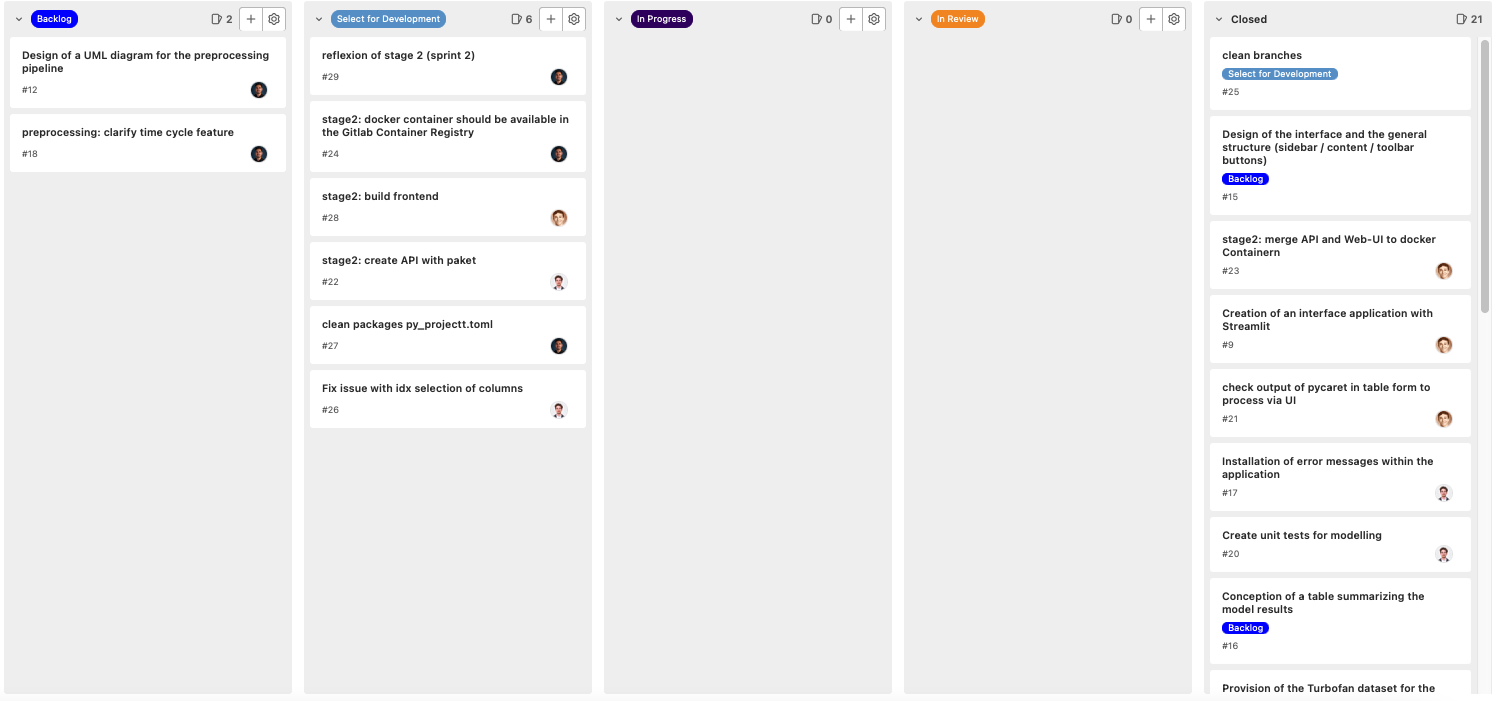 Backlog
2
Design of a UML diagram for the preprocessing
pipeline
#12
preprocessing: clarify time cycle feature
#18
Select for Development
6
reflexion of stage 2 (sprint 2)
#29
stage2: docker container should be available in
the Gitlab Container Registry
#24
stage2: build frontend
#28
stage2: create API with paket
#22
clean packages py_projectt.toml
#27
Fix issue with idx selection of columns
#26
In Progress
0
In Review
0
Closed
21
clean branches
Select for Development
#25
Design of the interface and the general
structure (sidebar / content / toolbar
buttons)
Backlog
#15
stage2: merge API and Web-UI to docker
Containern
#23
Creation of an interface application with
Streamlit
#9
check output of pycaret in table form to
process via UI
#21
Installation of error messages within the
application
#17
Create unit tests for modelling
#20
Conception of a table summarizing the
model results
Backlog
#16
Provision of the Turbofan dataset for the